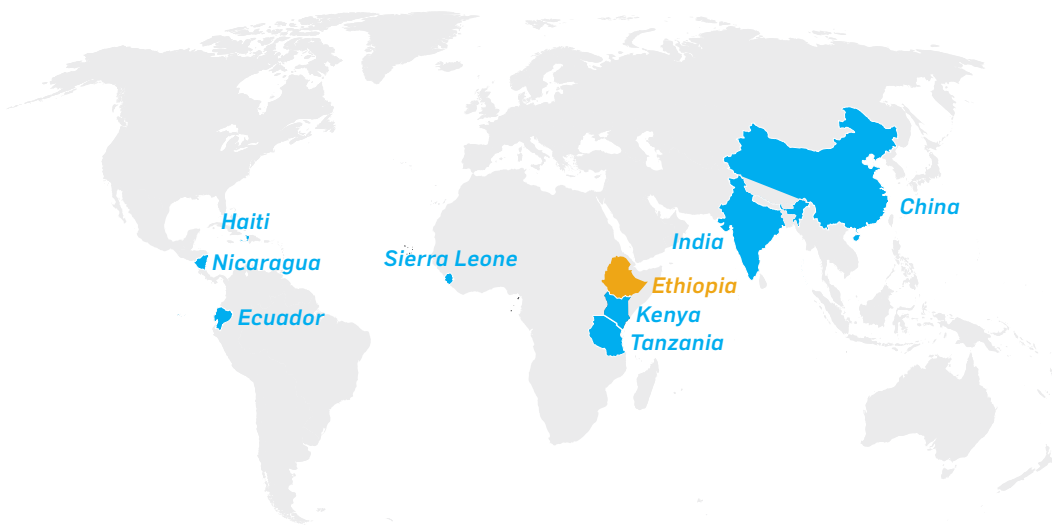 China
Haiti
India
Sierra Leone
Nicaragua
Ethiopia
Kenya
Ecuador
Tanzania